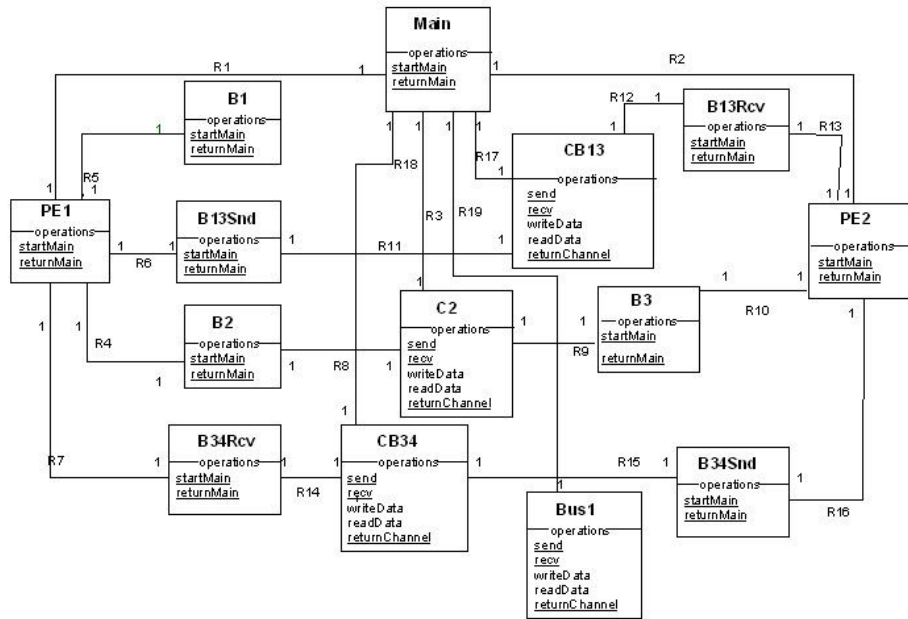 Main
operations
startMain
returnMain
1
R1
1
1
R2
1
B1
operations
startMain
returnMain
1
R5
1
B13Rcv
operations
startMain
returnMain
R12
1
1
1
R13
1
CB13
operations
send
recv
writeData
readData
returnChannel
1
R17
1
1
R18
1
R3
1
R19
PE1
operations
startMain
returnMain
1
1
R6
1
B13Snd
operations
startMain
returnMain
1
R11
1
PE2
operations
startMain
returnMain
1
C2
operations
send
recv
writeData
readData
returnChannel
1
B3
operations
startMain
returnMain
1
R10
1
1
R9
1
B2
operations
startMain
returnMain
1
R4
1
1
R8
1
1
B34Rcv
operations
startMain
returnMain
1
R7
1
1
R14
1
CB34
operations
send
recv
writeData
readData
returnChannel
1
1
R15
1
B34Snd
operations
startMain
returnMain
1
R16
1
Bus1
operations
send
recv
writeData
readData
returnChannel